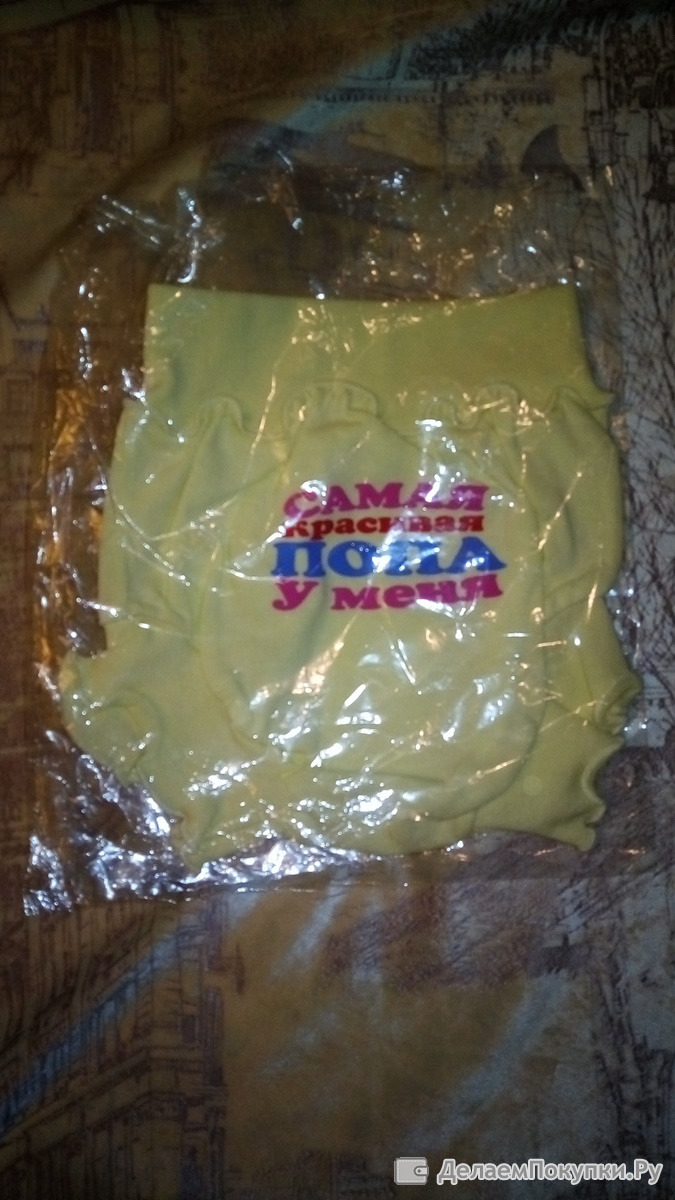 САМАЯ
красивая
ПОПА
У меня
ДелаемПокупки.Ру